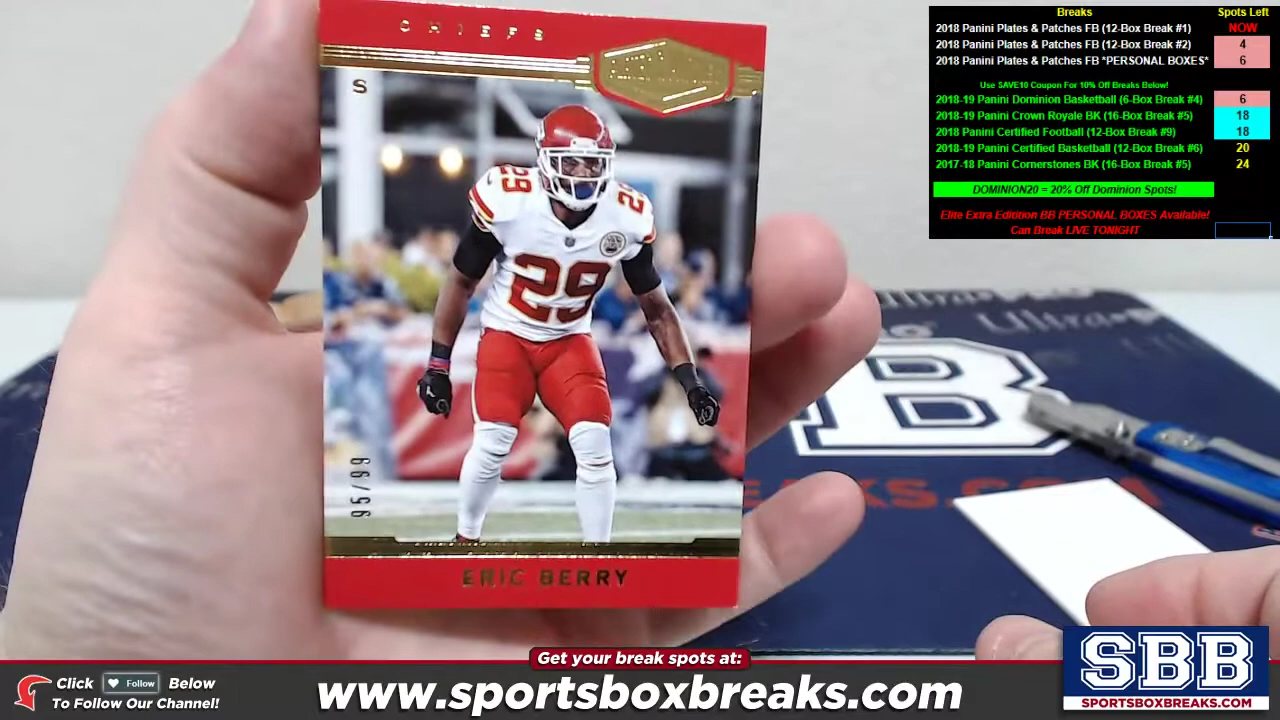 CHIEFS
S
29
29
29
95/99
ERIC BERRY
Breaks Spots Left
2018 Panini Plates & Patches FB (12-Box Break #1) NOW
2018 Panini Plates & Patches FB (12-Box Break #2) 4
2018 Panini Plates & Patches FB *PERSONAL BOXES* 6
Use SAVE10 Coupon For 10% Off Breaks Below!
2018-19 Panini Dominion Basketball (6-Box Break #4) 6
2018-19 Panini Crown Royale BK (16-Box Break #5) 18
2018 Panini Certified Football (12-Box Break #9) 18
2018-19 Panini Certified Basketball (12-Box Break #6) 20
2017-18 Panini Cornerstones BK (16-Box Break #5) 24
DOMINION20 = 20% Off Dominion Spots!
Elite Extra Edition BB PERSONAL BOXES Available!
Can Break LIVE TONIGHT
Ultra
B
Get your break spots at:
Click Follow Below
To Follow Our Channel!
www.sportsboxbreaks.com
SBB
SPORTSBOXBREAKS.COM